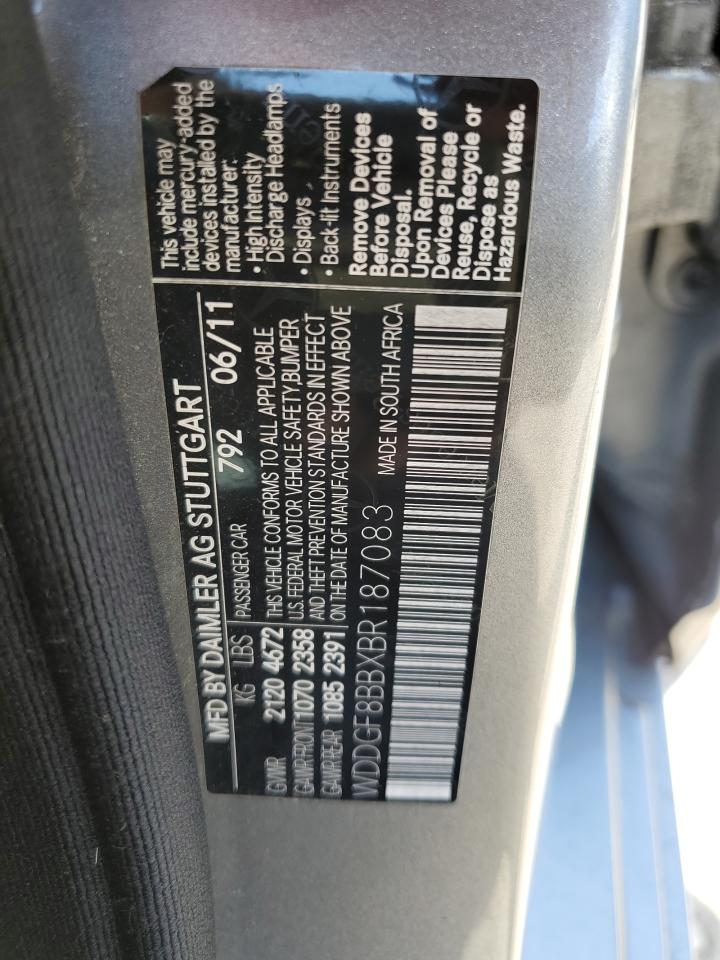 MFD BY DAIMLER AG STUTTGART
KG LBS PASSENGER CAR 792 06/11
GWR 2120 4672 THIS VEHICLE CONFORMS TO ALL APPLICABLE
GAWR FRONT 1070 2358 U.S. FEDERAL MOTOR VEHICLE SAFETY, BUMPER
GAWR REAR 1085 2391 AND THEFT PREVENTION STANDARDS IN EFFECT
ON THE DATE OF MANUFACTURE SHOWN ABOVE
WDDGF8BBXBR187083 MADE IN SOUTH AFRICA
This vehicle may
include mercury-added
devices installed by the
manufacturer:
• High Intensity
Discharge Headlamps
• Displays
• Back-lit Instruments
Remove Devices
Before Vehicle
Disposal.
Upon Removal of
Devices Please
Reuse, Recycle or
Dispose as
Hazardous Waste.